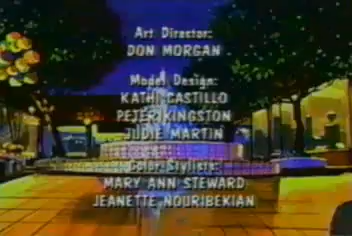 Art Director:
DON MORGAN
Model Design:
KATHI CASTILLO
PETER KINGSTON
JUDIE MARTIN
Color Stylists:
MARY ANN STEWARD
JEANETTE NOURIBEKIAN